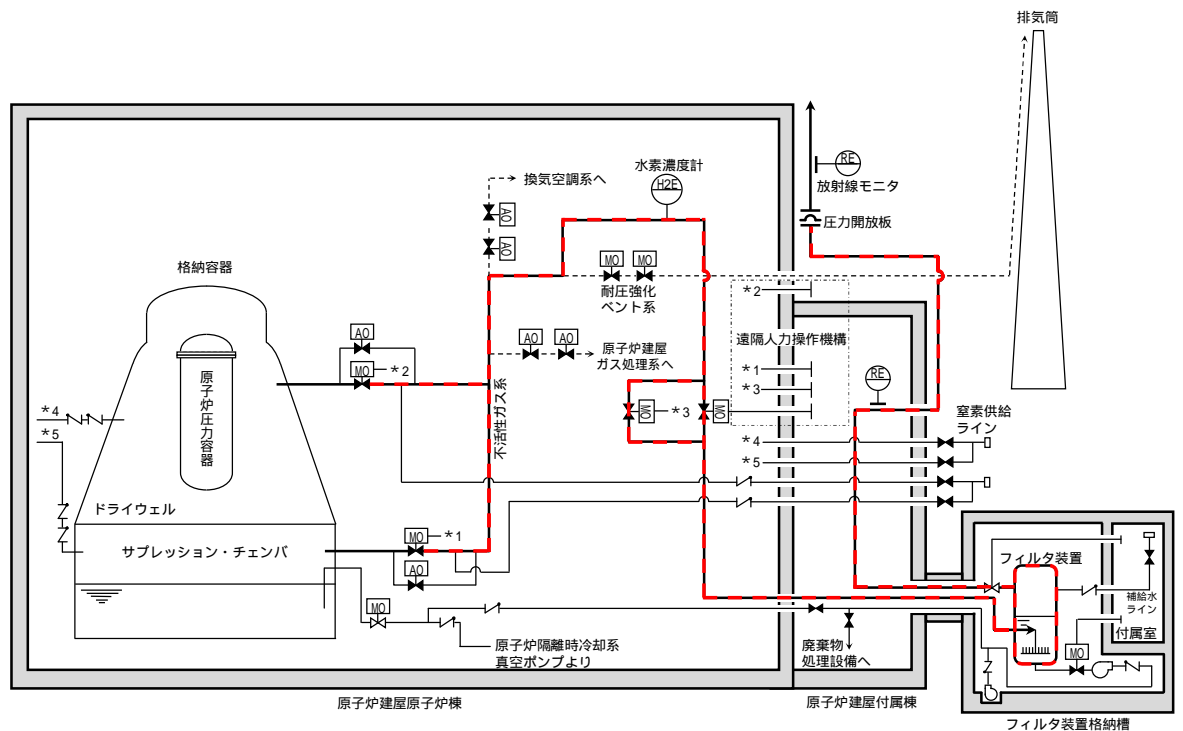 排気筒
水素濃度計
H2E
RE
放射線モニタ
圧力開放板
換気空調系へ
AO
AO
格納容器
MO
MO
耐圧強化
ベント系
*2
遠隔人力操作機構
AO
MO
*2
AO
AO
原子炉建屋
ガス処理系へ
*1
*3
RE
原子炉圧力容器
不活性ガス系
MO
*3
MO
*4
*5
窒素供給
ライン
*4
*5
ドライウェル
サプレッション・チェンバ
MO
*1
AO
フィルタ装置
補給水
ライン
付属室
MO
MO
原子炉隔離時冷却系
真空ポンプより
廃棄物
処理設備へ
原子炉建屋原子炉棟
原子炉建屋付属棟
フィルタ装置格納槽